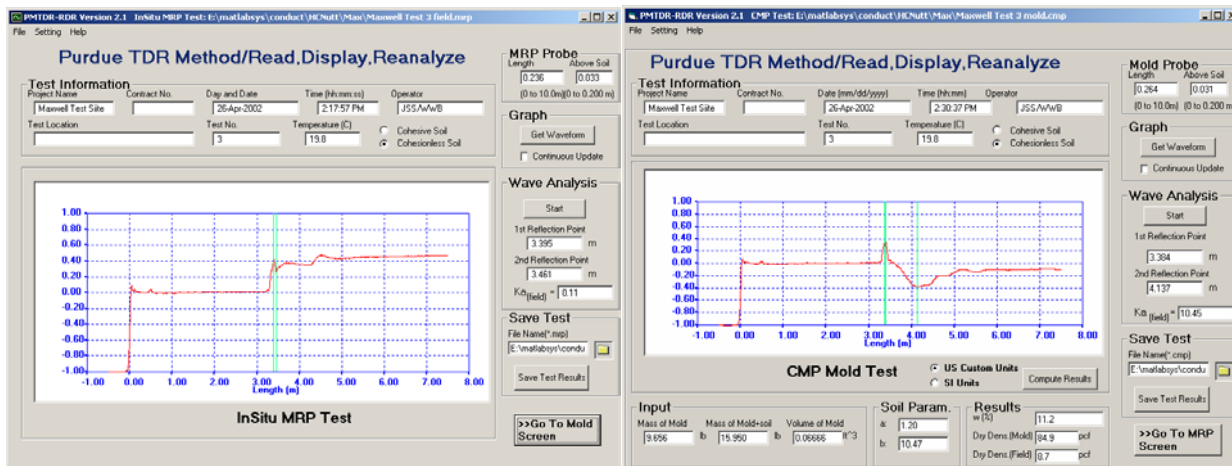 PMTDR-RDR Version 2.1 InSitu MRP Test: E:\matlabsys\conduct\HCNutt\Max\Maxwell Test 3 field.mrp
File Setting Help
Purdue TDR Method/Read,Display,Reanalyze
Test Information
Project Name Contract No. Day and Date Time (hh:mm:ss) Operator
Maxwell Test Site 26-Apr-2002 2:17:57 PM JSS/WWB
Test Location Test No. Temperature (C)
3 19.8
Cohesive Soil
Cohesionless Soil
MRP Probe
Length Above Soil
0.236 0.033
(0 to 10.0m)(0 to 0.200 m)
Graph
Get Waveform
Continuous Update
Wave Analysis
Start
1st Reflection Point
3.395 m
2nd Reflection Point
3.461 m
Ka(field) = 0.11
Save Test
File Name(*.mrp)
E:\matlabsys\condu
Save Test Results
>>Go To Mold
Screen
1.00
0.80
0.60
0.40
0.20
0.00
-0.20
-0.40
-0.60
-0.80
-1.00
-1.00 0.00 1.00 2.00 3.00 4.00 5.00 6.00 7.00 8.00
Length (m)
InSitu MRP Test
PMTDR-RDR Version 2.1 CMP Test: E:\matlabsys\conduct\HCNutt\Max\Maxwell Test 3 mold.cmp
File Setting Help
Purdue TDR Method/Read,Display,Reanalyze
Test Information
Project Name Contract No. Date (mm/dd/yyyy) Time (hh:mm) Operator
Maxwell Test Site 26-Apr-2002 2:30:37 PM JSS/WWB
Test Location Test No. Temperature (C)
3 19.8
Cohesive Soil
Cohesionless Soil
Mold Probe
Length Above Soil
0.264 0.031
(0 to 10.0m) (0 to 0.200 m)
Graph
Get Waveform
Continuous Update
Wave Analysis
Start
1st Reflection Point
3.384 m
2nd Reflection Point
4.137 m
Ka (field) = 10.45
Save Test
File Name(*.cmp)
E:\matlabsys\condu
Save Test Results
>>Go To MRP
Screen
1.00
0.80
0.60
0.40
0.20
0.00
-0.20
-0.40
-0.60
-0.80
-1.00
-1.00 0.00 1.00 2.00 3.00 4.00 5.00 6.00 7.00 8.00
Length (m)
CMP Mold Test
US Custom Units
SI Units
Compute Results
Input
Mass of Mold Mass of Mold+soil Volume of Mold
9.656 lb 15.950 lb 0.06666 ft^3
Soil Param.
a: 1.20
b: 10.47
Results
w (%) 11.2
Dry Dens.(Mold) 84.9 pcf
Dry Dens.(Field) 8.7 pcf